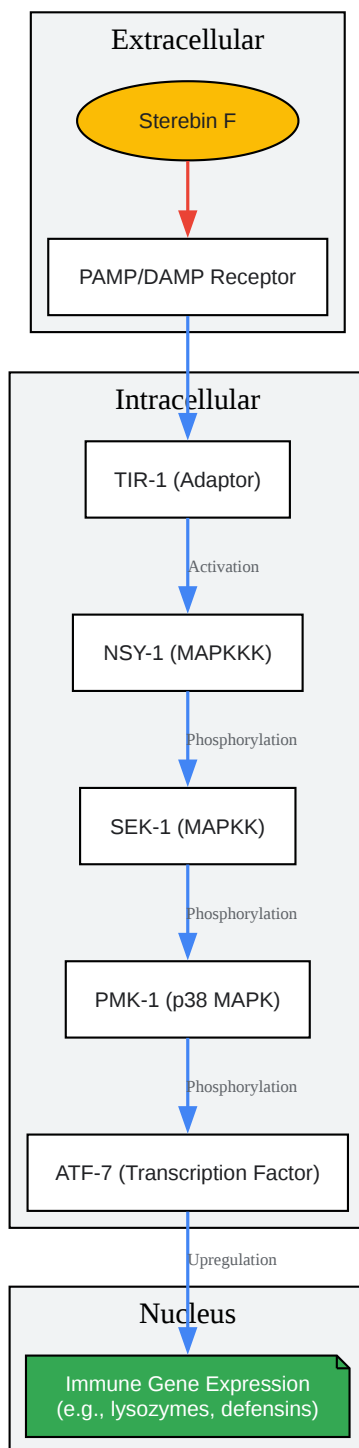 Extracellular
Sterebin F
PAMP/DAMP Receptor
Intracellular
TIR-1 (Adaptor)
Activation
NSY-1 (MAPKKK)
Phosphorylation
SEK-1 (MAPKK)
Phosphorylation
PMK-1 (p38 MAPK)
Phosphorylation
ATF-7 (Transcription Factor)
Upregulation
Nucleus
Immune Gene Expression
(e.g., lysozymes, defensins)